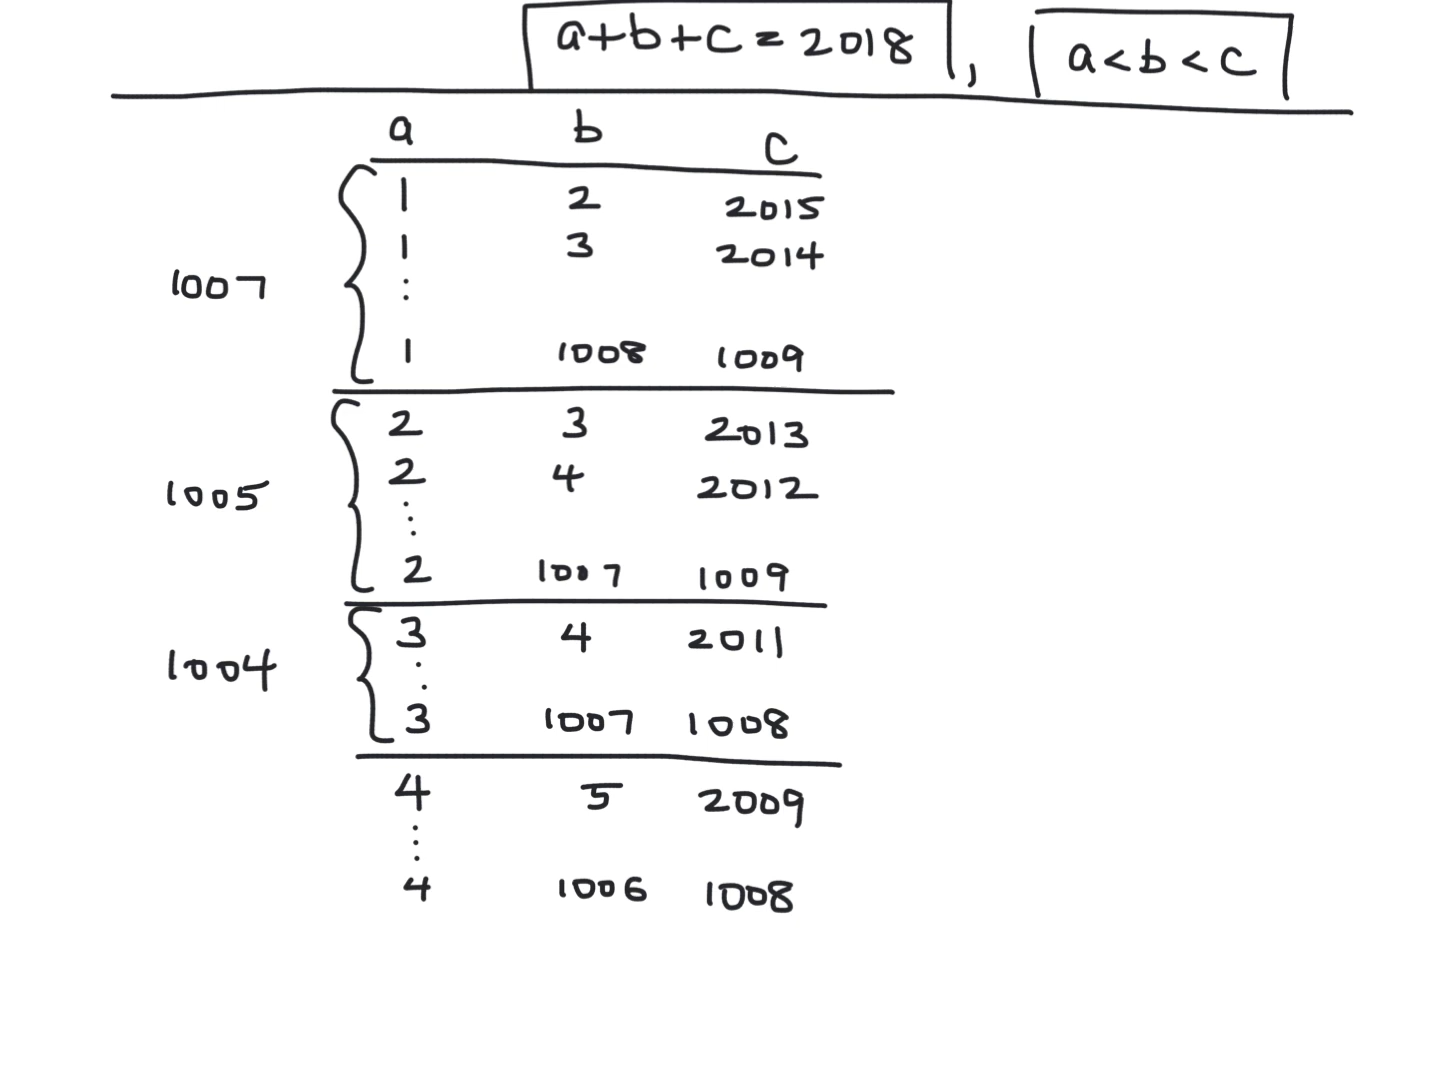 a+b+c = 2018, a<b<c
a b c
1 2 2015
1 3 2014
1007 ⋮
1 1008 1009
2 3 2013
2 4 2012
1005 ⋮
2 1007 1009
3 4 2011
1004 ⋮
3 1007 1008
4 5 2009
⋮
4 1006 1008